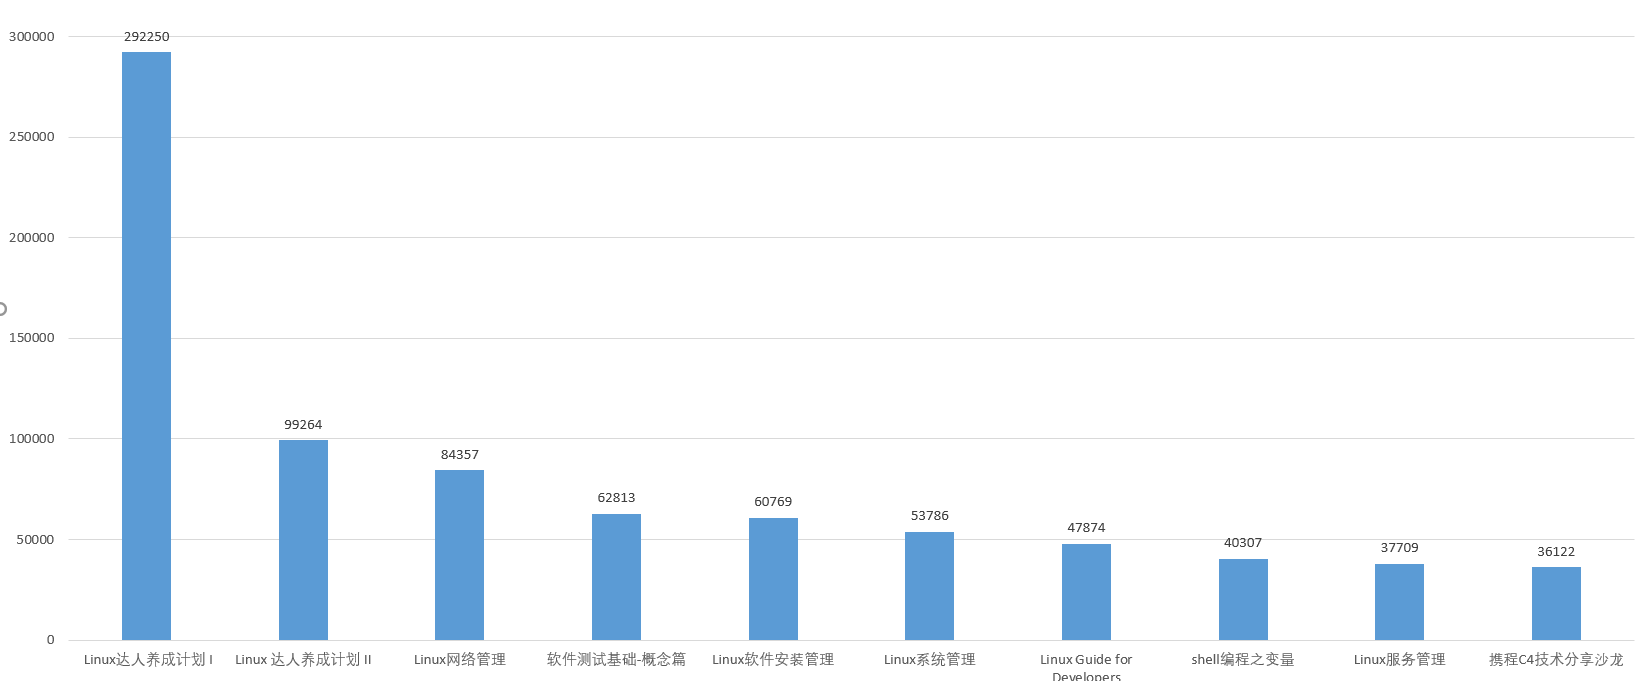 300000
250000
200000
150000
100000
50000
0
292250
99264
84357
62813
60769
53786
47874
40307
37709
36122
Linux达人养成计划 I
Linux 达人养成计划 II
Linux网络管理
软件测试基础-概念篇
Linux软件安装管理
Linux系统管理
Linux Guide for
Developers
shell编程之变量
Linux服务管理
携程C4技术分享沙龙